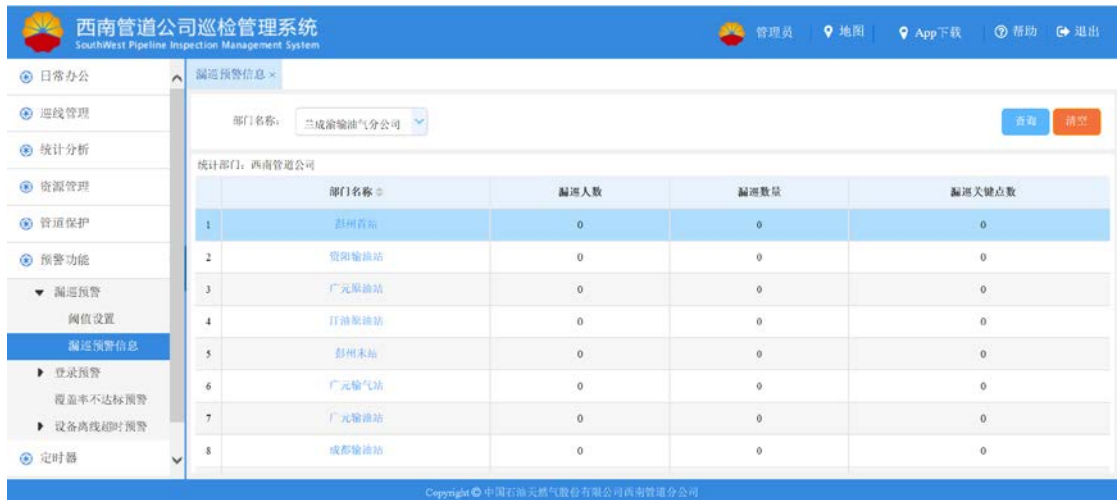 西南管道公司巡检管理系统
SouthWest Pipeline Inspection Management System
管理员 地图 App下载 帮助 退出
日常办公
巡线管理
统计分析
资源管理
管道保护
预警功能
漏巡预警
阈值设置
漏巡预警信息
登录预警
覆盖率不达标预警
设备离线超时预警
定时器
漏巡预警信息 ×
部门名称： 兰成渝输油气分公司 查询 清空
统计部门：西南管道公司
部门名称 漏巡人数 漏巡数量 漏巡关键点数
1 彭州首站 0 0 0
2 资阳输油站 0 0 0
3 广元原油站 0 0 0
4 江油原油站 0 0 0
5 彭州末站 0 0 0
6 广元输气站 0 0 0
7 广元输油站 0 0 0
8 成都输油站 0 0 0
Copyright © 中国石油天然气股份有限公司西南管道分公司